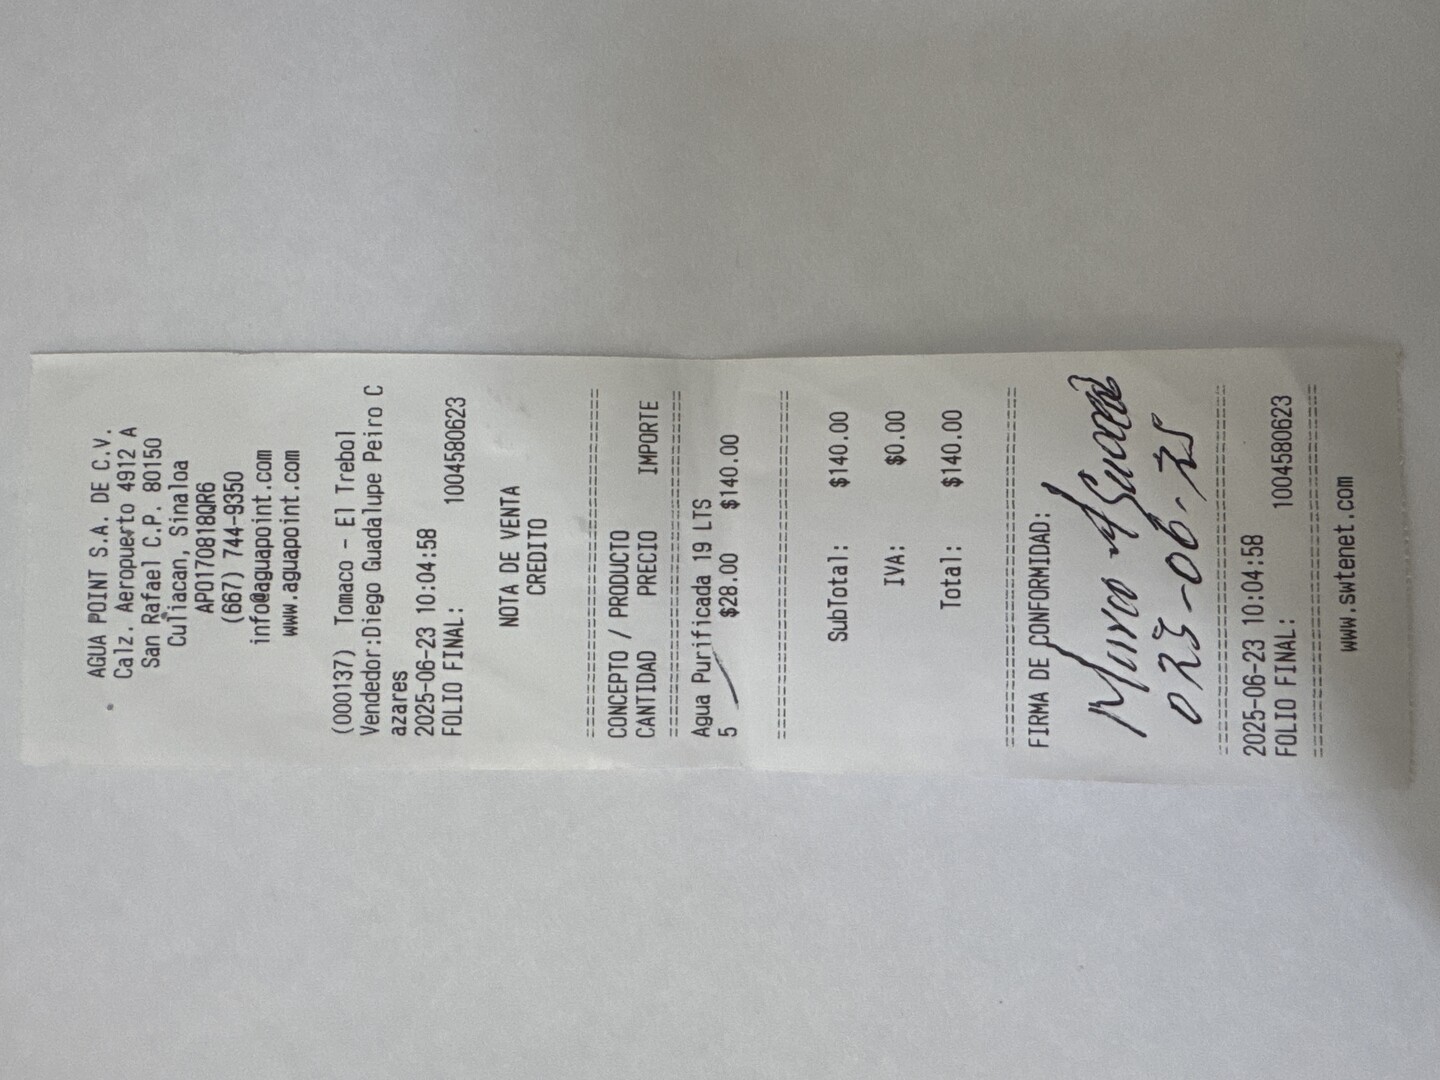 AGUA POINT S.A. DE C.V.
Calz. Aeropuerto 4912 A
San Rafael C.P. 80150
Culiacan, Sinaloa
APO170818QR6
(667) 744-9350
info@aguapoint.com
www.aguapoint.com
(000137) Tomaco - El Trebol
Vendedor:Diego Guadalupe Peiro C
azares
2025-06-23 10:04:58
FOLIO FINAL: 1004580623
NOTA DE VENTA
CREDITO
CONCEPTO / PRODUCTO
CANTIDAD PRECIO IMPORTE
Agua Purificada 19 LTS
5 $28.00 $140.00
SubTotal: $140.00
IVA: $0.00
Total: $140.00
FIRMA DE CONFORMIDAD:
2025-06-23 10:04:58
FOLIO FINAL: 1004580623
www.swtenet.com